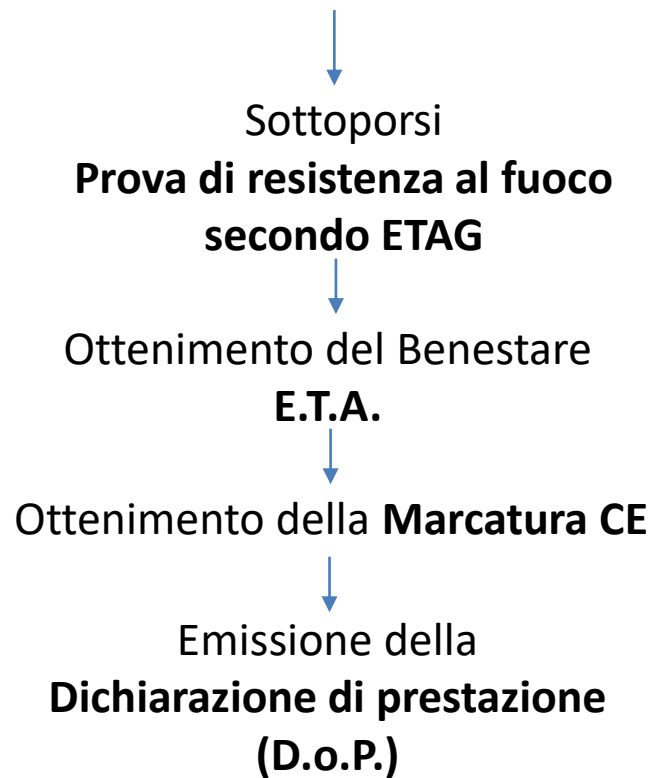 Sottoporsi
Prova di resistenza al fuoco
secondo ETAG
Ottenimento del Benestare
E.T.A.
Ottenimento della Marcatura CE
Emissione della
Dichiarazione di prestazione
(D.o.P.)